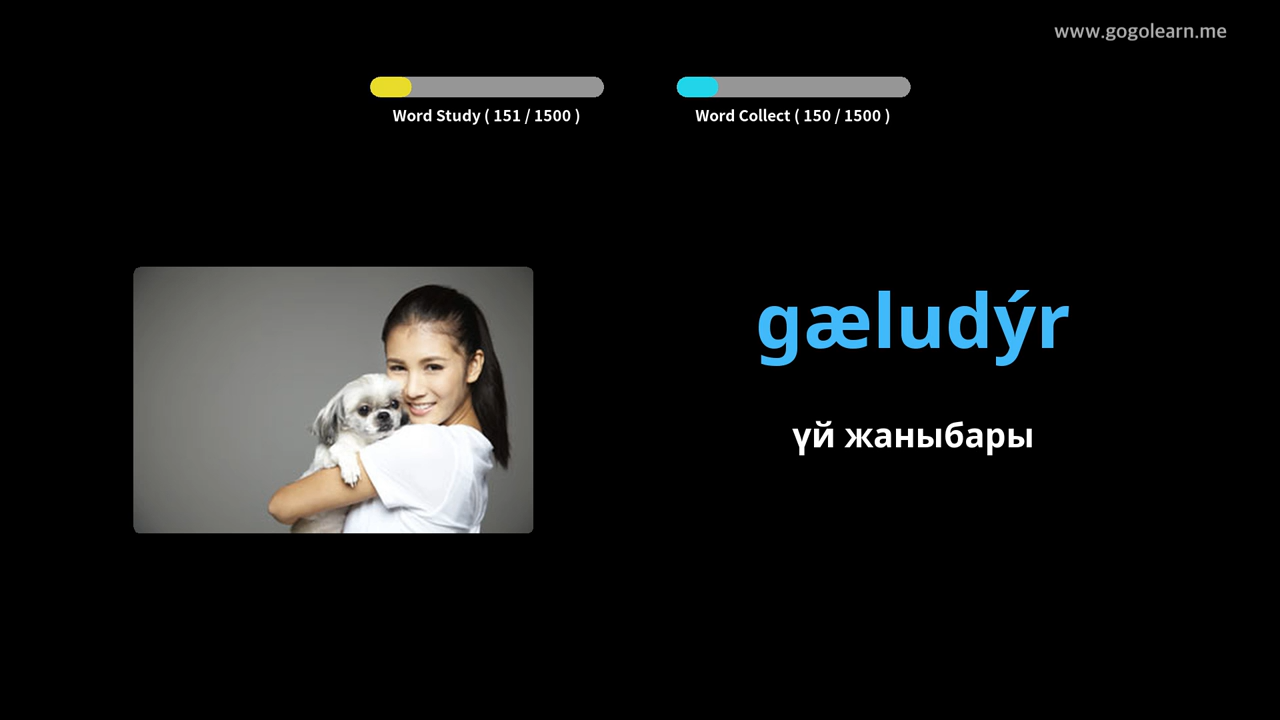 www.gogolearn.me
Word Study ( 151 / 1500 )
Word Collect ( 150 / 1500 )
gæludýr
үй жаныбары